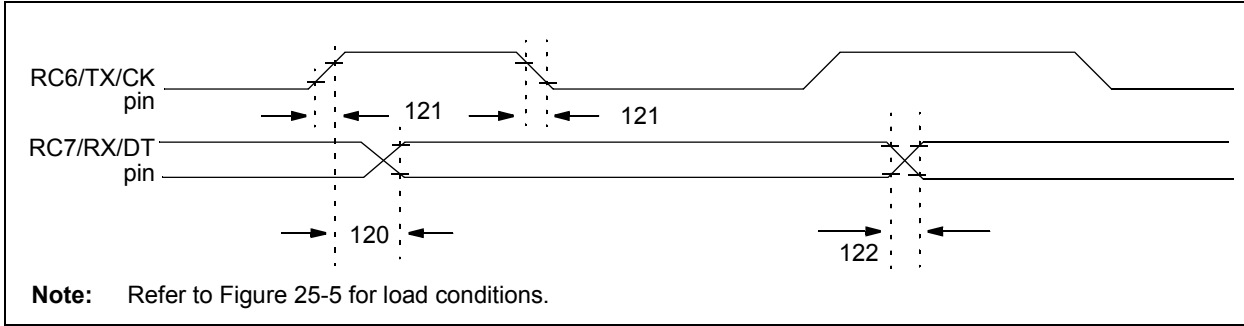 RC6/TX/CK
pin
121
121
RC7/RX/DT
pin
120
122
Note: Refer to Figure 25-5 for load conditions.